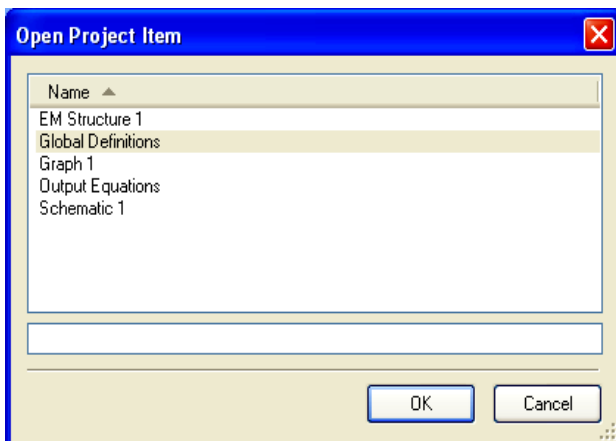 Open Project Item
Name
EM Structure 1
Global Definitions
Graph 1
Output Equations
Schematic 1
OK Cancel